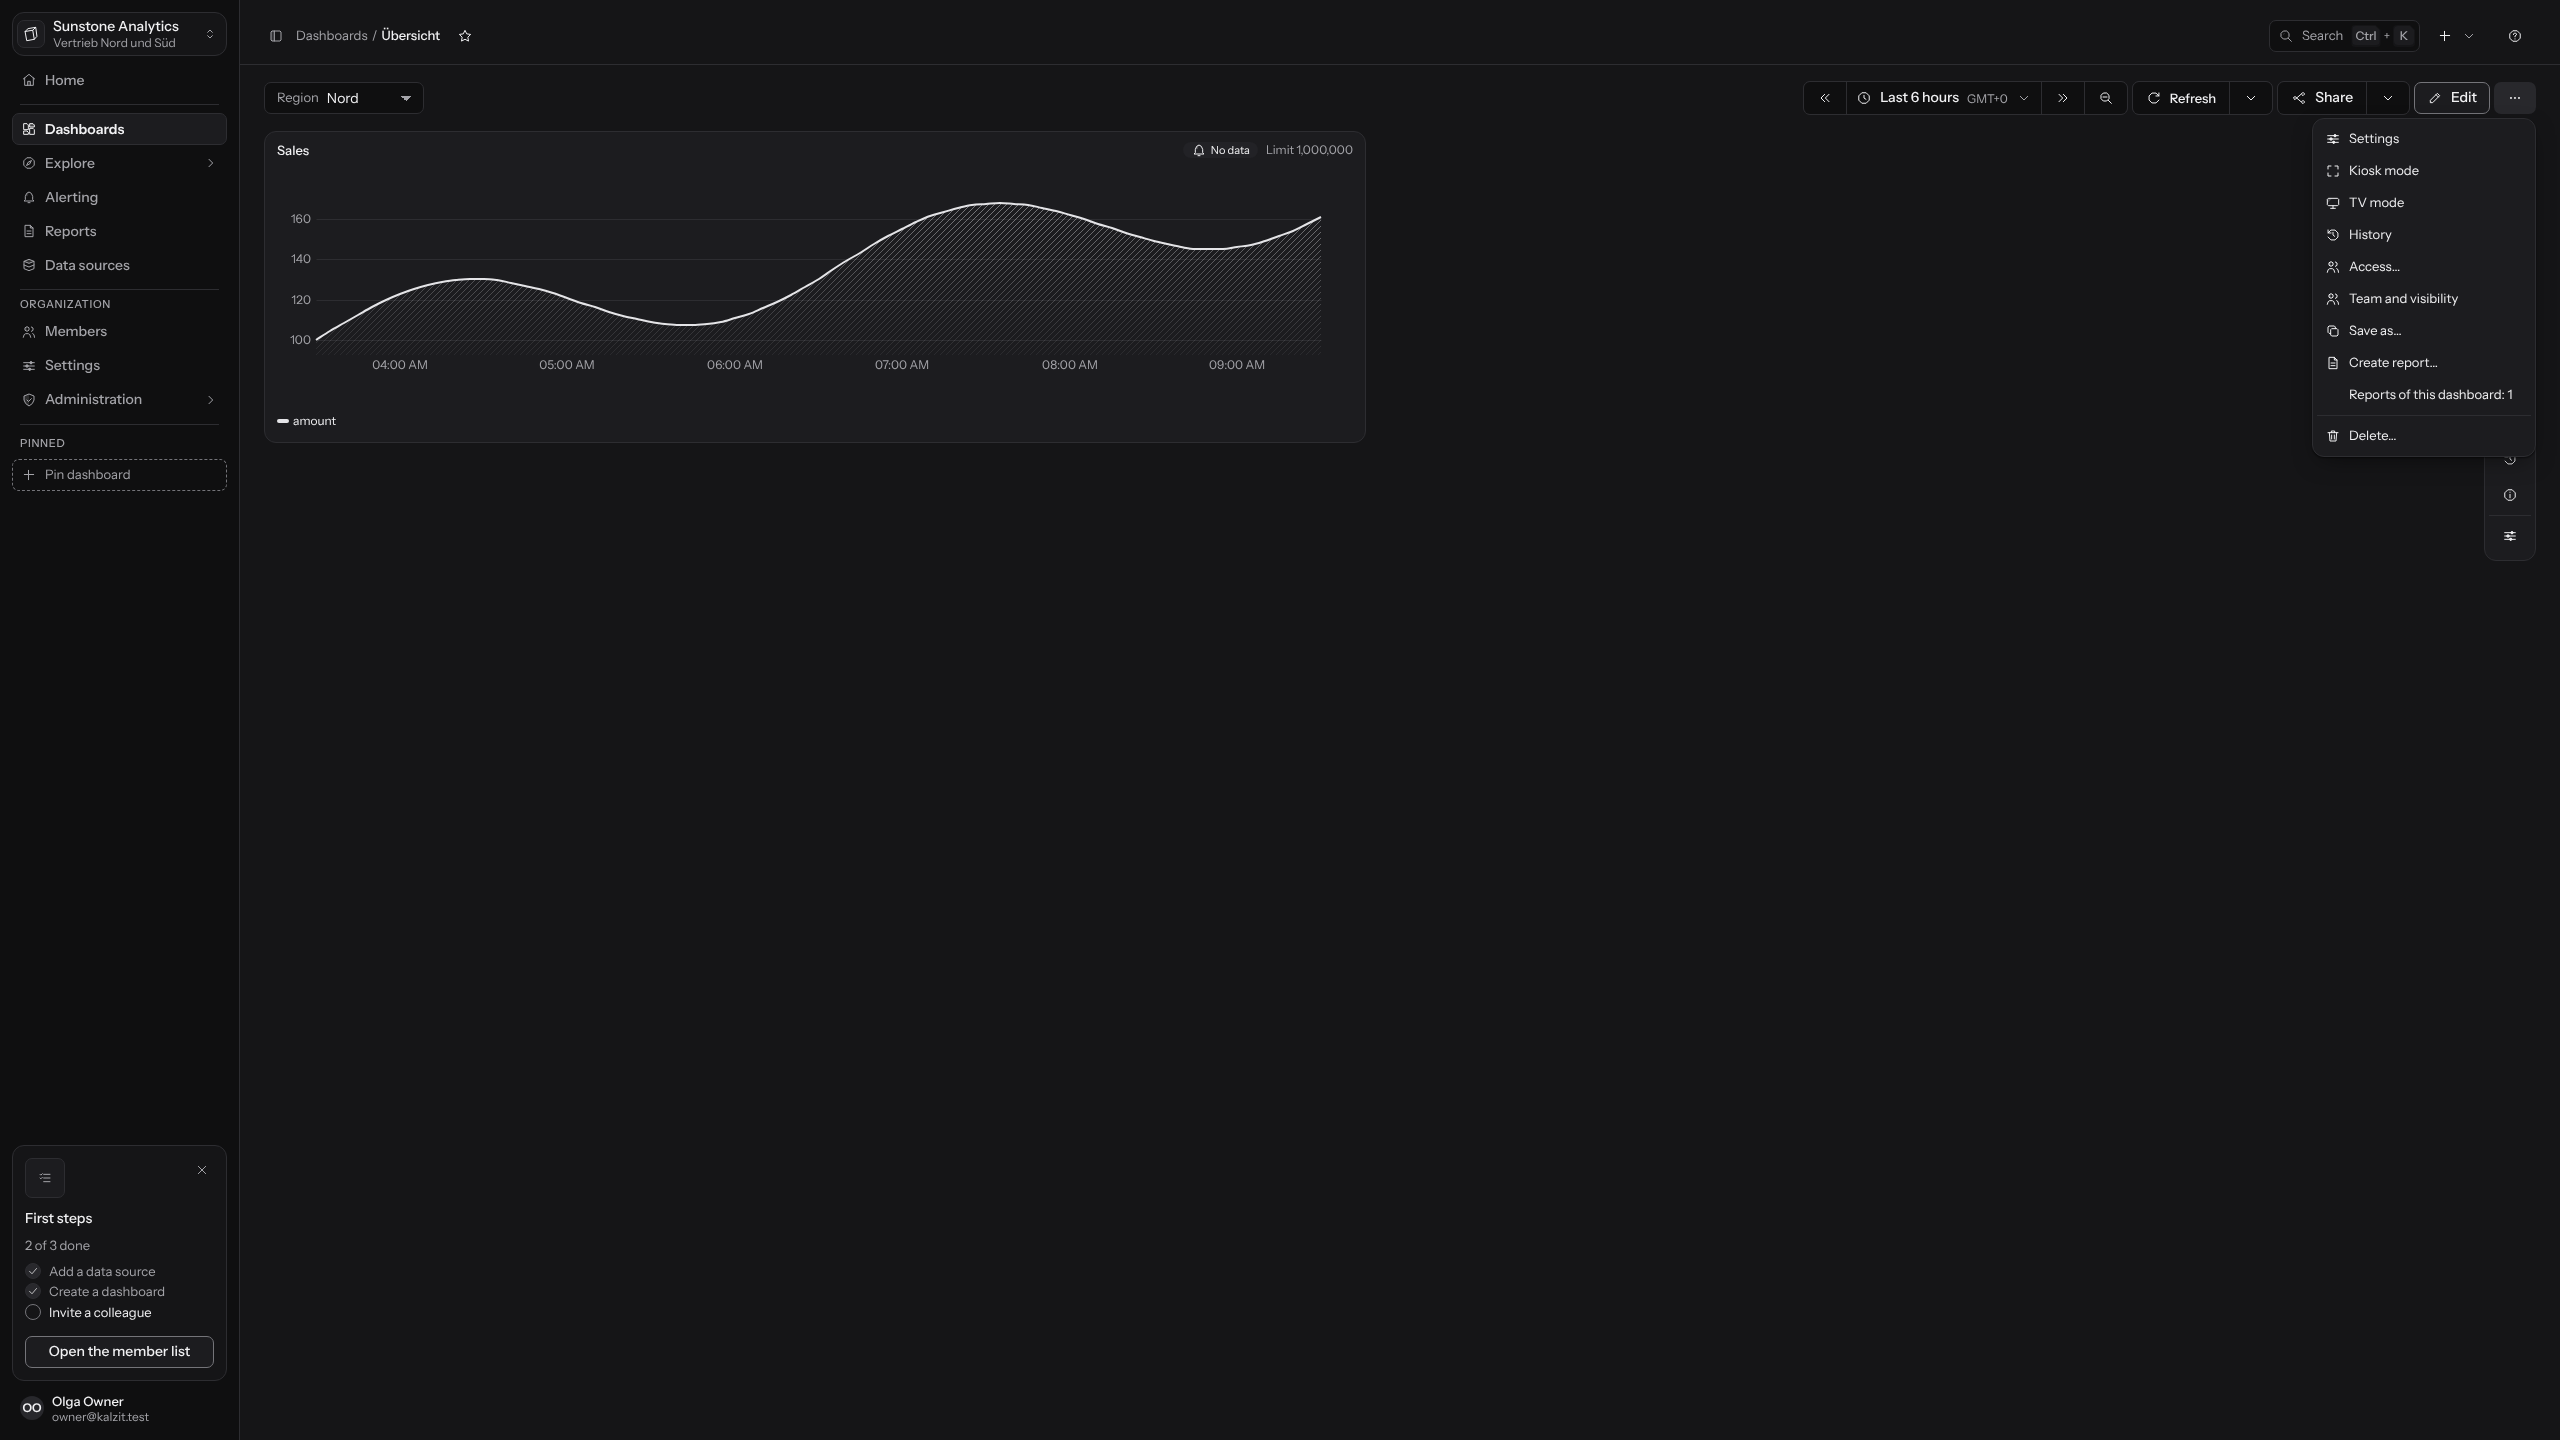 Sunstone Analytics
Vertrieb Nord und Süd
Home
Dashboards
Explore
Alerting
Reports
Data sources
ORGANIZATION
Members
Settings
Administration
PINNED
Pin dashboard
First steps
2 of 3 done
Add a data source
Create a dashboard
Invite a colleague
Open the member list
OO
Olga Owner
owner@kalzit.test
Dashboards / Übersicht
Search Ctrl + K
Region Nord
Last 6 hours GMT+0
Refresh
Share
Edit
Sales
No data
Limit 1,000,000
160
140
120
100
04:00 AM 05:00 AM 06:00 AM 07:00 AM 08:00 AM 09:00 AM
amount
Settings
Kiosk mode
TV mode
History
Access...
Team and visibility
Save as...
Create report...
Reports of this dashboard: 1
Delete...